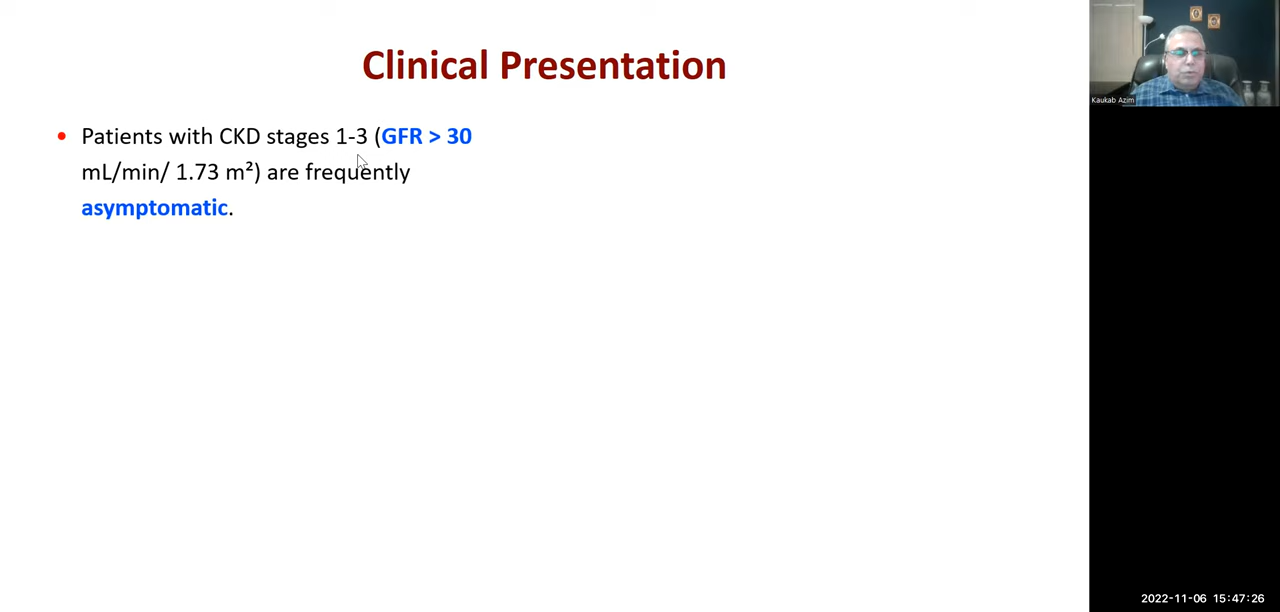 Clinical Presentation
• Patients with CKD stages 1-3 (GFR > 30
mL/min/ 1.73 m²) are frequently
asymptomatic.
Kaukab Azim
2022-11-06 15:47:26